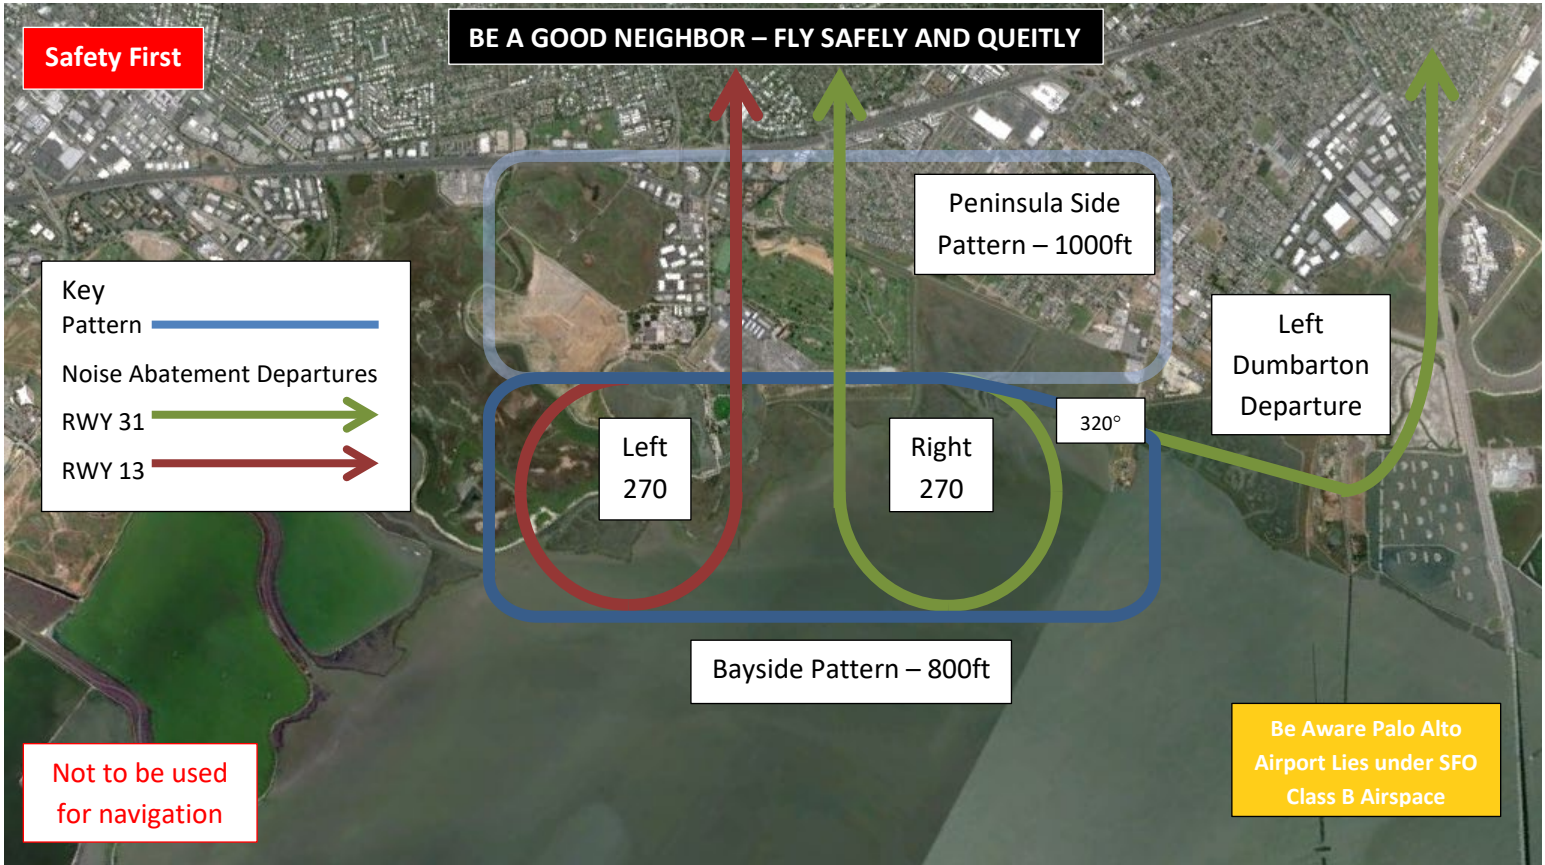 Safety First
BE A GOOD NEIGHBOR – FLY SAFELY AND QUEITLY
Peninsula Side
Pattern – 1000ft
Key
Pattern
Noise Abatement Departures
RWY 31
RWY 13
Left
Dumbarton
Departure
320°
Left
270
Right
270
Bayside Pattern – 800ft
Not to be used
for navigation
Be Aware Palo Alto
Airport Lies under SFO
Class B Airspace